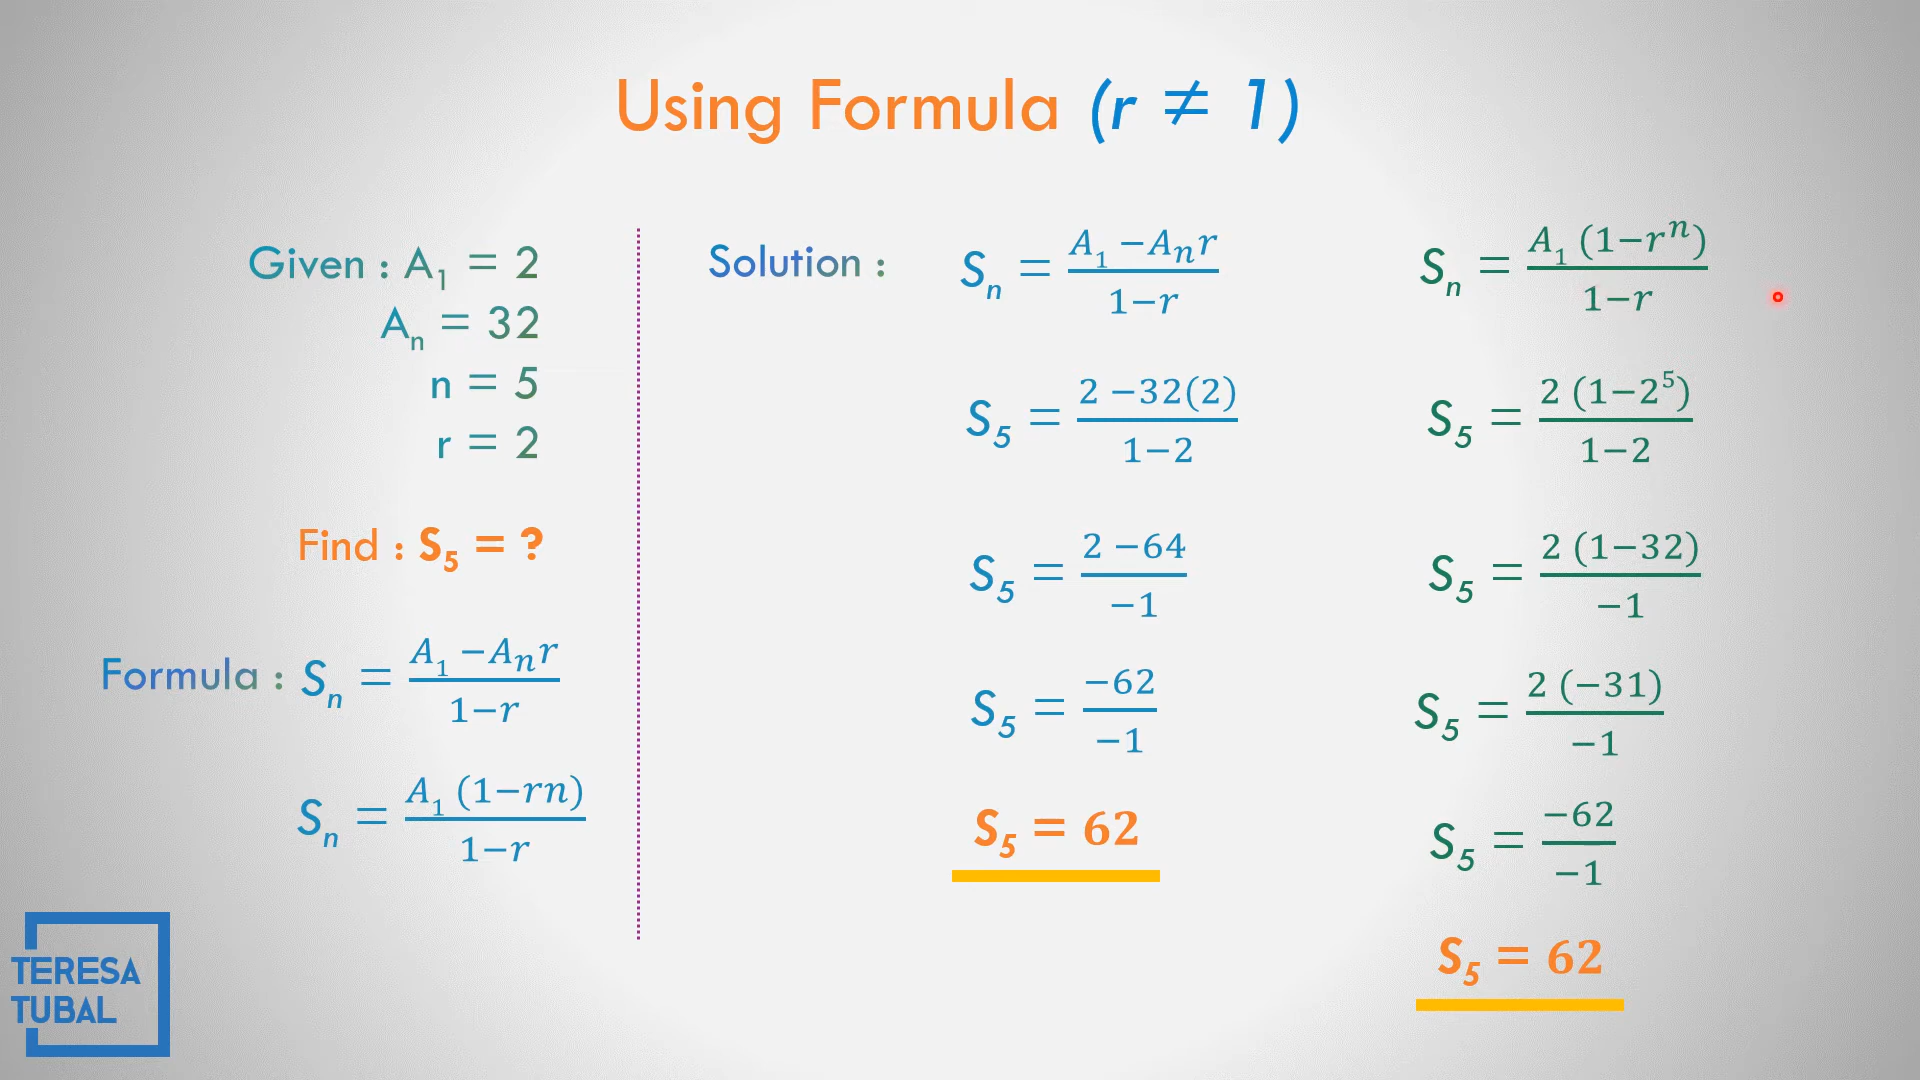 Using Formula (r ≠ 1)
Given : A₁ = 2
Aₙ = 32
n = 5
r = 2
Find : S₅ = ?
Formula : Sₙ = (A₁ −Aₙr)/(1−r)
Sₙ = (A₁ (1−rn))/(1−r)
Solution :
Sₙ = (A₁ −Aₙr)/(1−r)
S₅ = (2 −32(2))/(1−2)
S₅ = (2 −64)/(−1)
S₅ = (−62)/(−1)
S₅ = 62
Sₙ = (A₁ (1−rⁿ))/(1−r)
S₅ = (2 (1−2⁵))/(1−2)
S₅ = (2 (1−32))/(−1)
S₅ = (2 (−31))/(−1)
S₅ = (−62)/(−1)
S₅ = 62
TERESA
TUBAL